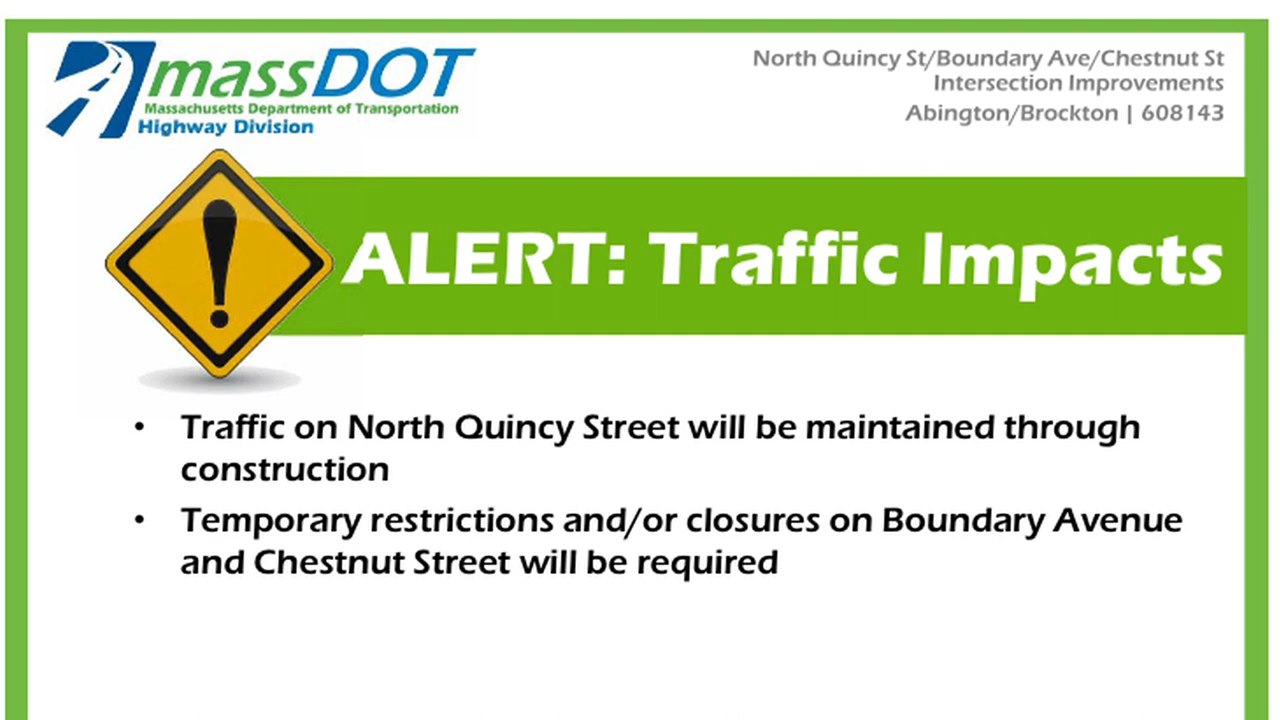 massDOT
Massachusetts Department of Transportation
Highway Division
North Quincy St/Boundary Ave/Chestnut St
Intersection Improvements
Abington/Brockton | 608143
!
ALERT: Traffic Impacts
• Traffic on North Quincy Street will be maintained through
construction
• Temporary restrictions and/or closures on Boundary Avenue
and Chestnut Street will be required